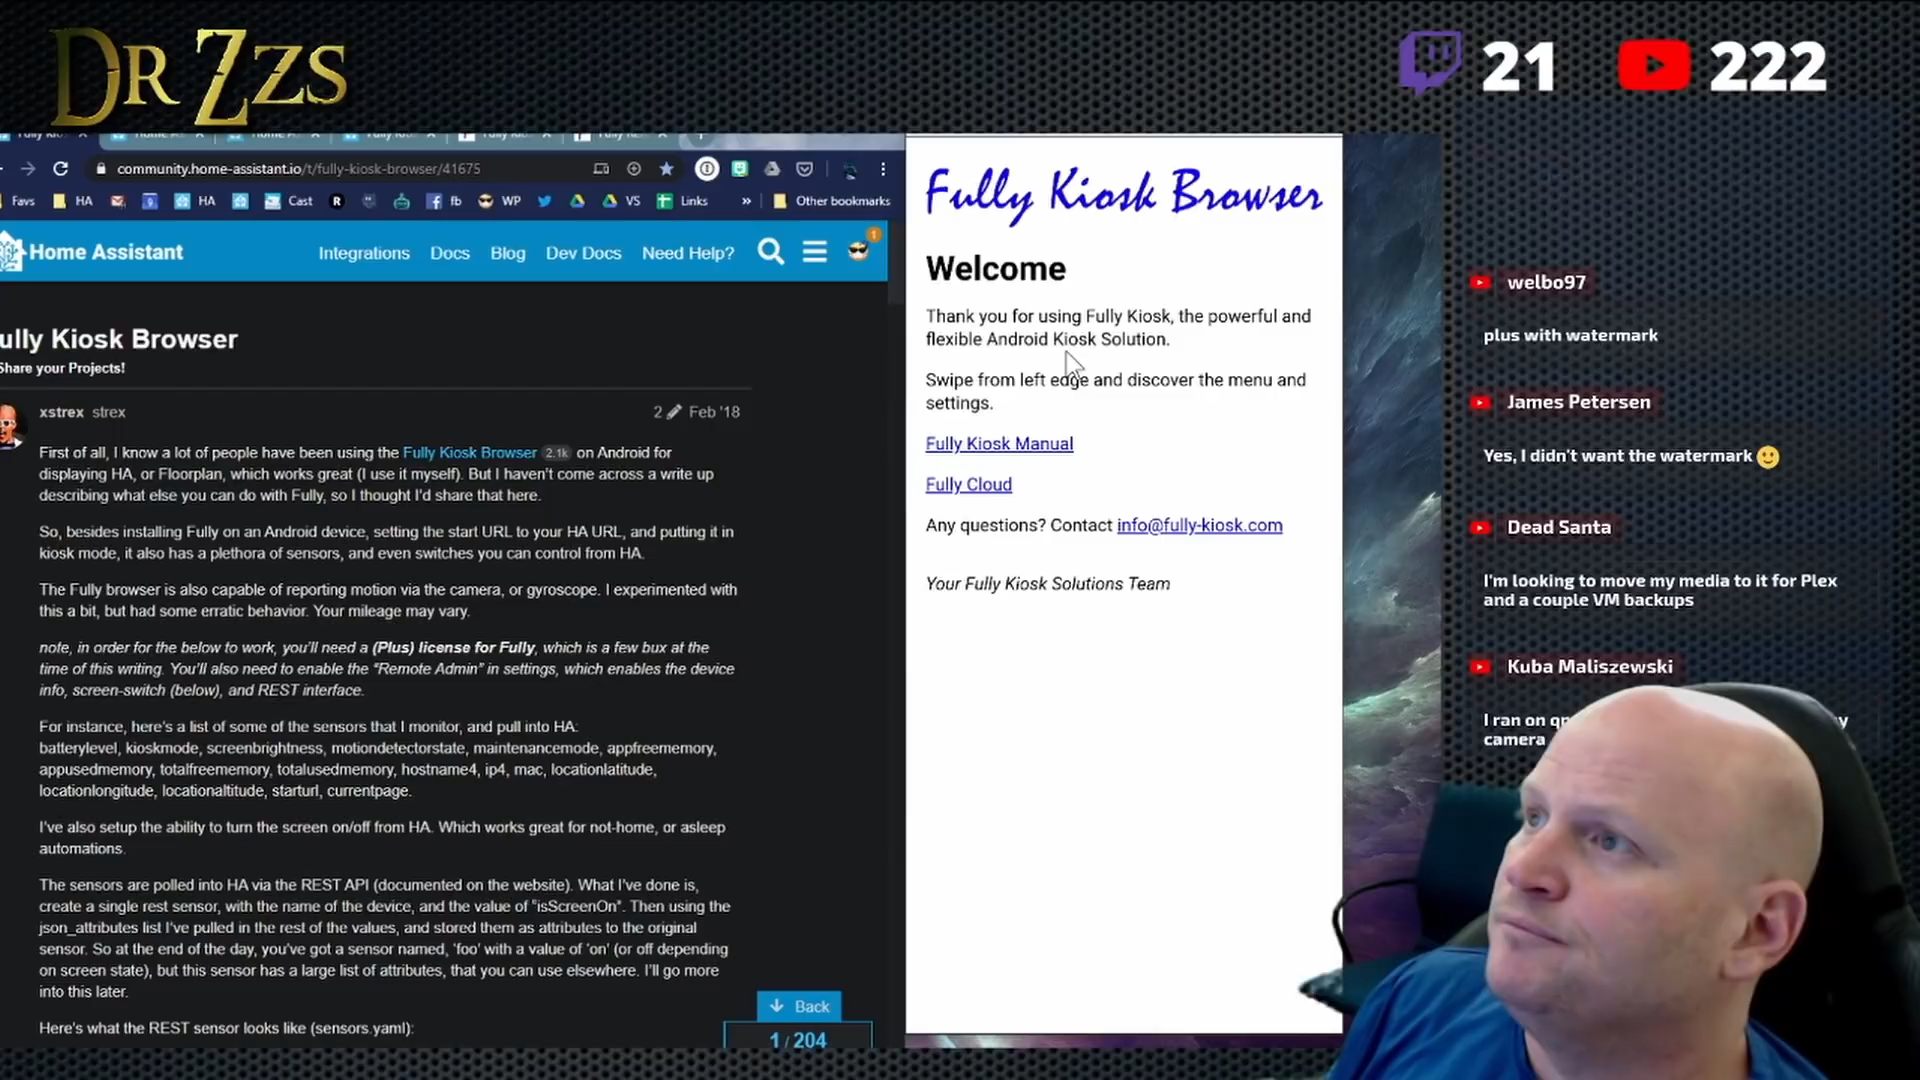 DR ZZS
21
222
community.home-assistant.io/t/fully-kiosk-browser/41675
Favs
HA
HA
Cast
R
fb
WP
VS
Links
»
Other bookmarks
Home Assistant
Integrations
Docs
Blog
Dev Docs
Need Help?
1
ully Kiosk Browser
Share your Projects!
xstrex strex
2
Feb '18
First of all, I know a lot of people have been using the Fully Kiosk Browser 2.1k on Android for
displaying HA, or Floorplan, which works great (I use it myself). But I haven't come across a write up
describing what else you can do with Fully, so I thought I'd share that here.
So, besides installing Fully on an Android device, setting the start URL to your HA URL, and putting it in
kiosk mode, it also has a plethora of sensors, and even switches you can control from HA.
The Fully browser is also capable of reporting motion via the camera, or gyroscope. I experimented with
this a bit, but had some erratic behavior. Your mileage may vary.
note, in order for the below to work, you'll need a (Plus) license for Fully, which is a few bux at the
time of this writing. You'll also need to enable the "Remote Admin" in settings, which enables the device
info, screen-switch (below), and REST interface.
For instance, here's a list of some of the sensors that I monitor, and pull into HA:
batterylevel, kioskmode, screenbrightness, motiondetectorstate, maintenancemode, appfreememory,
appusedmemory, totalfreememory, totalusedmemory, hostname4, ip4, mac, locationlatitude,
locationlongitude, locationaltitude, starturl, currentpage.
I've also setup the ability to turn the screen on/off from HA. Which works great for not-home, or asleep
automations.
The sensors are polled into HA via the REST API (documented on the website). What I've done is,
create a single rest sensor, with the name of the device, and the value of "isScreenOn". Then using the
json_attributes list I've pulled in the rest of the values, and stored them as attributes to the original
sensor. So at the end of the day, you've got a sensor named, 'foo' with a value of 'on' (or off depending
on screen state), but this sensor has a large list of attributes, that you can use elsewhere. I'll go more
into this later.
Here's what the REST sensor looks like (sensors.yaml):
Back
1 / 204
Fully Kiosk Browser
Welcome
Thank you for using Fully Kiosk, the powerful and
flexible Android Kiosk Solution.
Swipe from left edge and discover the menu and
settings.
Fully Kiosk Manual
Fully Cloud
Any questions? Contact info@fully-kiosk.com
Your Fully Kiosk Solutions Team
welbo97
plus with watermark
James Petersen
Yes, I didn't want the watermark 🙂
Dead Santa
I'm looking to move my media to it for Plex
and a couple VM backups
Kuba Maliszewski
I ran on
camera